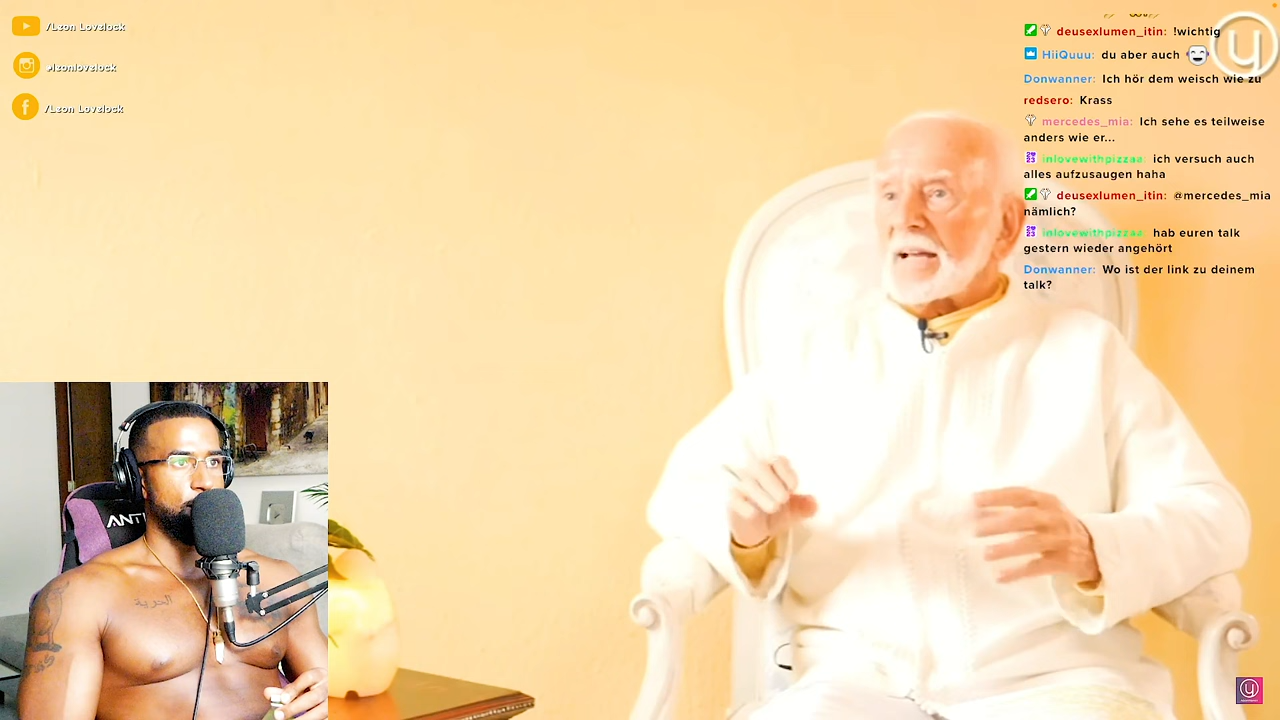 /Leon Lovelock
leonlovelock
/Leon Lovelock
deusexlumen_itin: !wichtig
HiiQuuu: du aber auch
Donwanner: Ich hör dem weisch wie zu
redsero: Krass
mercedes_mia: Ich sehe es teilweise
anders wie er...
inlovewithpizzaa: ich versuch auch
alles aufzusaugen haha
deusexlumen_itin: @mercedes_mia
nämlich?
inlovewithpizzaa: hab euren talk
gestern wieder angehört
Donwanner: Wo ist der link zu deinem
talk?
ANT
الحرية